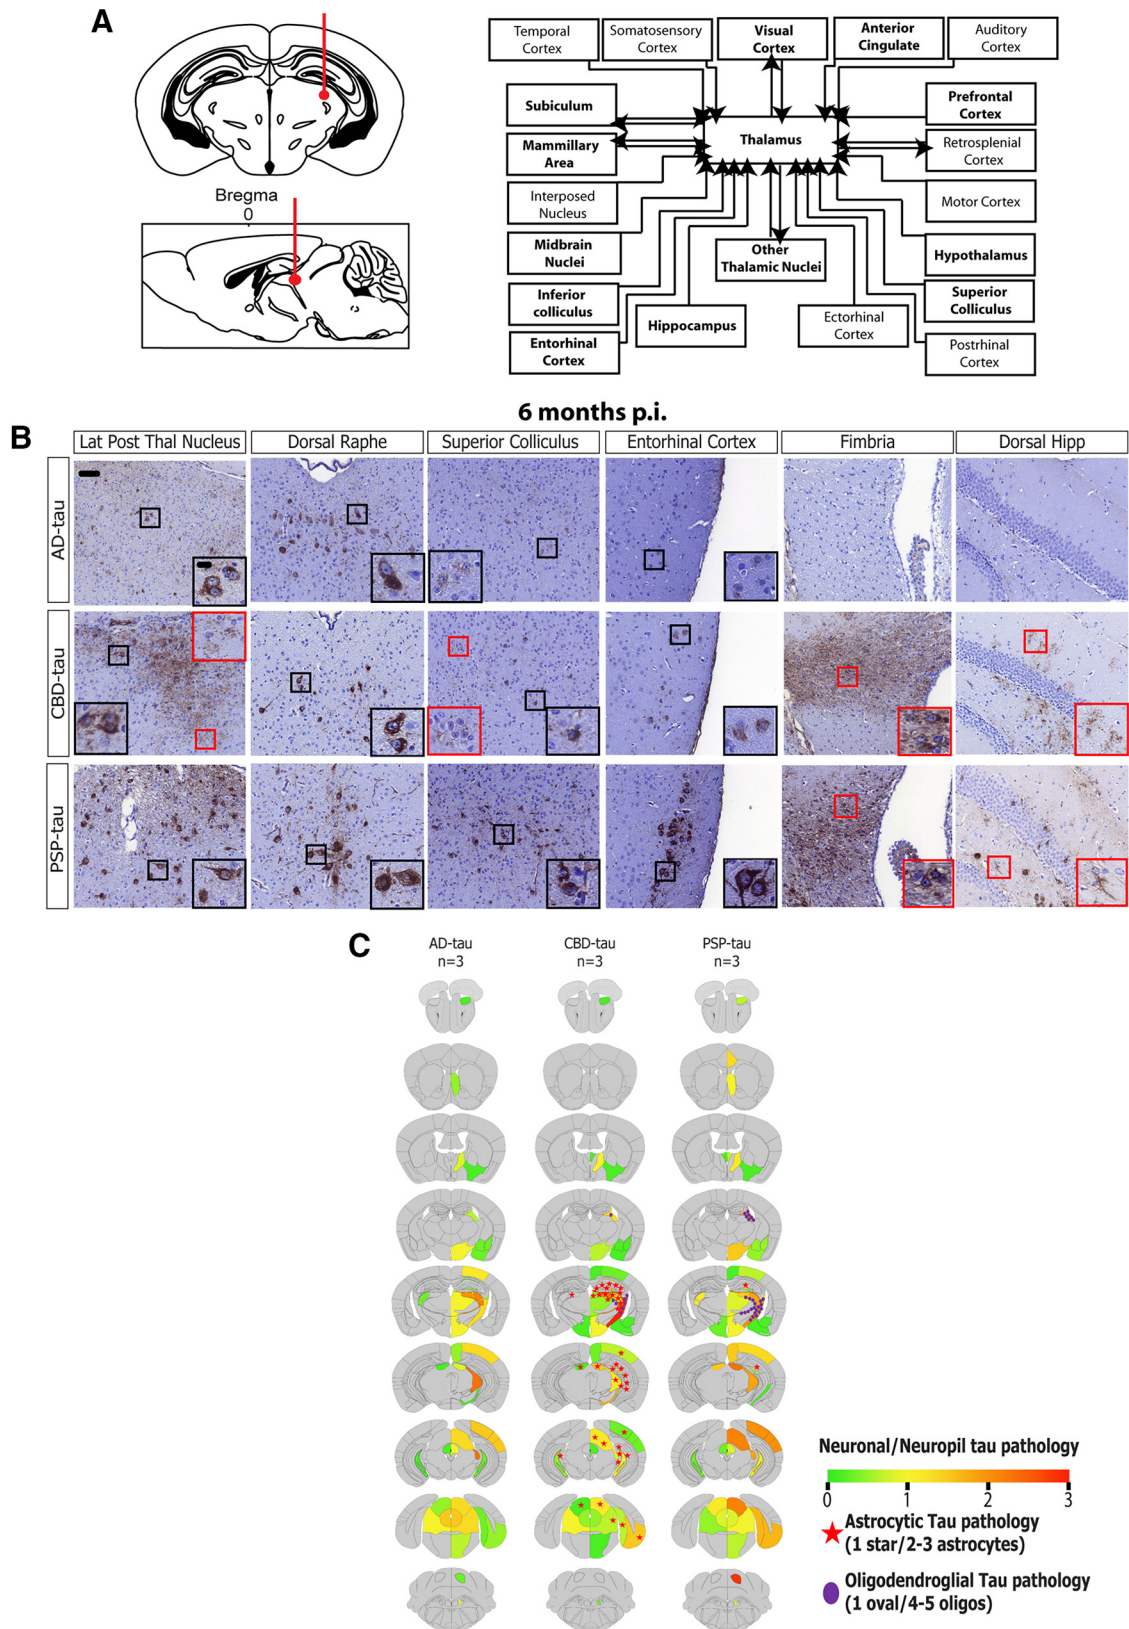 A
Bregma
0
Temporal
Cortex
Somatosensory
Cortex
Visual
Cortex
Anterior
Cingulate
Auditory
Cortex
Subiculum
Prefrontal
Cortex
Thalamus
Mammillary
Area
Retrosplenial
Cortex
Interposed
Nucleus
Motor Cortex
Midbrain
Nuclei
Other
Thalamic Nuclei
Hypothalamus
Inferior
colliculus
Superior
Colliculus
Hippocampus
Ectorhinal
Cortex
Entorhinal
Cortex
Postrhinal
Cortex
6 months p.i.
B
Lat Post Thal Nucleus
Dorsal Raphe
Superior Colliculus
Entorhinal Cortex
Fimbria
Dorsal Hipp
AD-tau
CBD-tau
PSP-tau
C
AD-tau
n=3
CBD-tau
n=3
PSP-tau
n=3
Neuronal/Neuropil tau pathology
0 1 2 3
Astrocytic Tau pathology
(1 star/2-3 astrocytes)
Oligodendroglial Tau pathology
(1 oval/4-5 oligos)